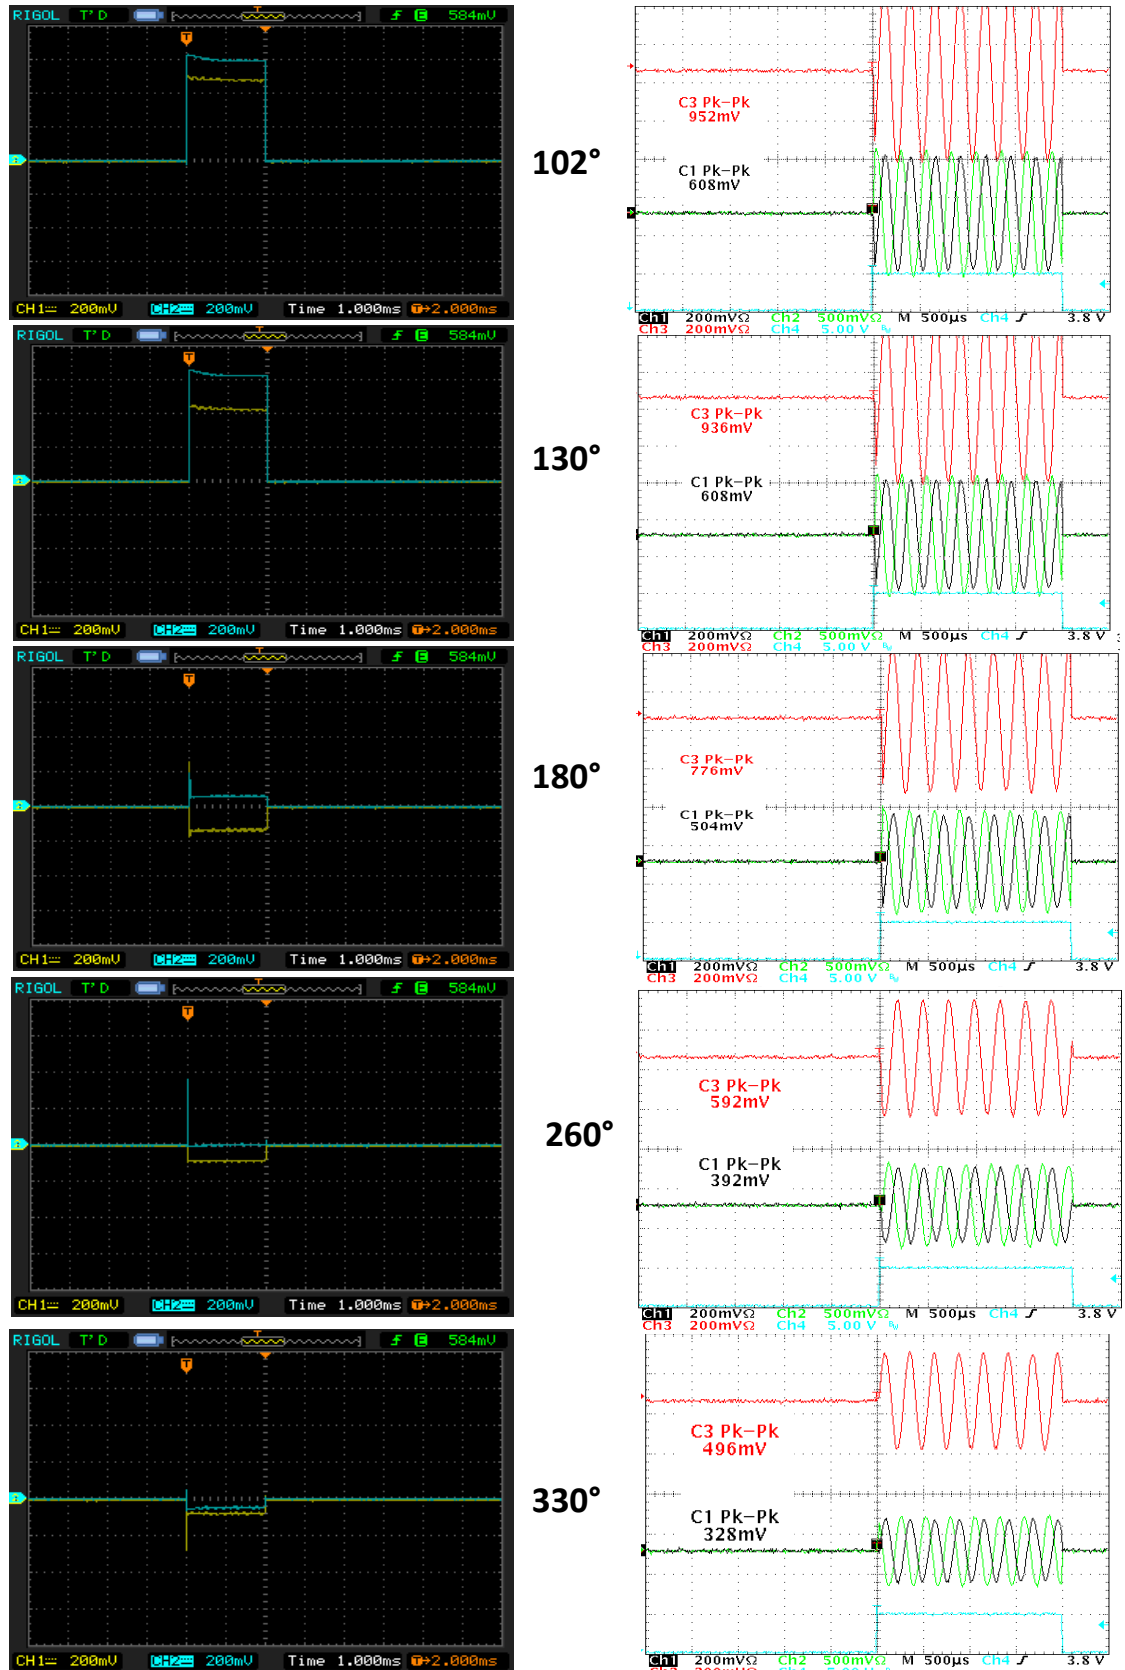 RIGOL T'D T f E 584mV
T
CH1 200mV CH2 200mV Time 1.000ms T→2.000ms
102°
C3 Pk-Pk
952mV
C1 Pk-Pk
608mV
T
Ch1 200mVΩ Ch2 500mVΩ M 500µs Ch4 3.8 V
Ch3 200mVΩ Ch4 5.00 V BW
RIGOL T'D T f E 584mV
T
CH1 200mV CH2 200mV Time 1.000ms T→2.000ms
130°
C3 Pk-Pk
936mV
C1 Pk-Pk
608mV
T
Ch1 200mVΩ Ch2 500mVΩ M 500µs Ch4 3.8 V
Ch3 200mVΩ Ch4 5.00 V BW
RIGOL T'D T f E 584mV
T
CH1 200mV CH2 200mV Time 1.000ms T→2.000ms
180°
C3 Pk-Pk
776mV
C1 Pk-Pk
504mV
T
Ch1 200mVΩ Ch2 500mVΩ M 500µs Ch4 3.8 V
Ch3 200mVΩ Ch4 5.00 V BW
RIGOL T'D T f E 584mV
T
CH1 200mV CH2 200mV Time 1.000ms T→2.000ms
260°
C3 Pk-Pk
592mV
C1 Pk-Pk
392mV
T
Ch1 200mVΩ Ch2 500mVΩ M 500µs Ch4 3.8 V
Ch3 200mVΩ Ch4 5.00 V BW
RIGOL T'D T f E 584mV
T
CH1 200mV CH2 200mV Time 1.000ms T→2.000ms
330°
C3 Pk-Pk
496mV
C1 Pk-Pk
328mV
T
Ch1 200mVΩ Ch2 500mVΩ M 500µs Ch4 3.8 V